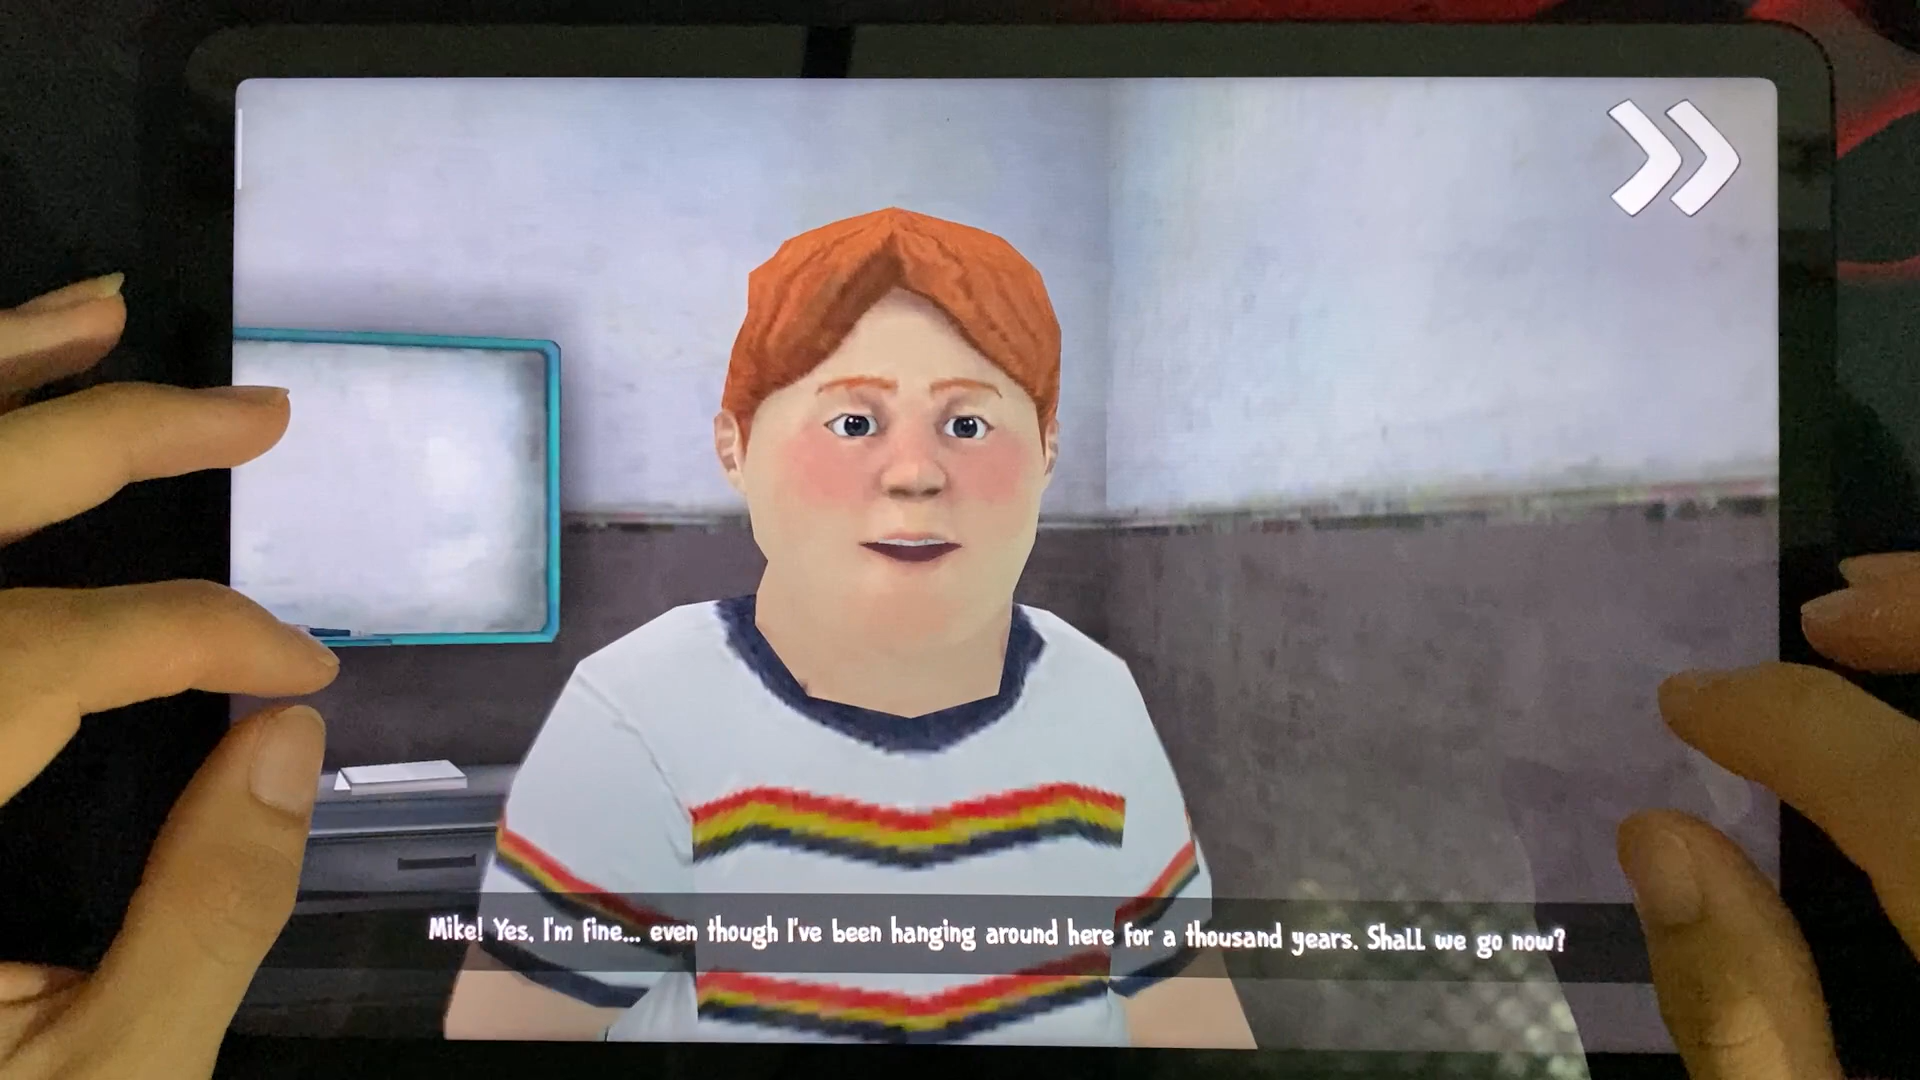 Mike! Yes, I'm fine... even though I've been hanging around here for a thousand years. Shall we go now?